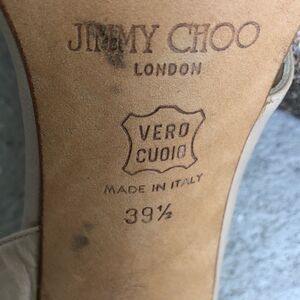 JIMMY CHOO
LONDON
VERO
CUOIO
MADE IN ITALY
39½